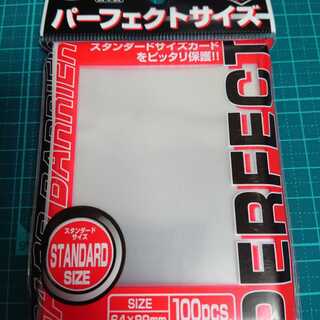 パーフェクトサイズ
スタンダードサイズカード
をピッタリ保護!!
BARRIER
PERFECT
スタンダード
サイズ
STANDARD
SIZE
SIZE
100pcs